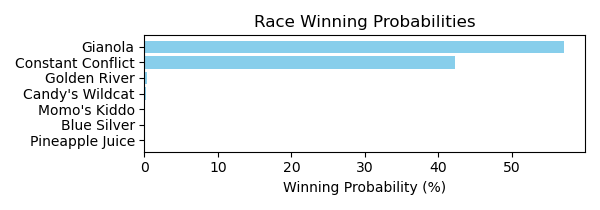 Race Winning Probabilities
Gianola
Constant Conflict
Golden River
Candy's Wildcat
Momo's Kiddo
Blue Silver
Pineapple Juice
0 10 20 30 40 50
Winning Probability (%)